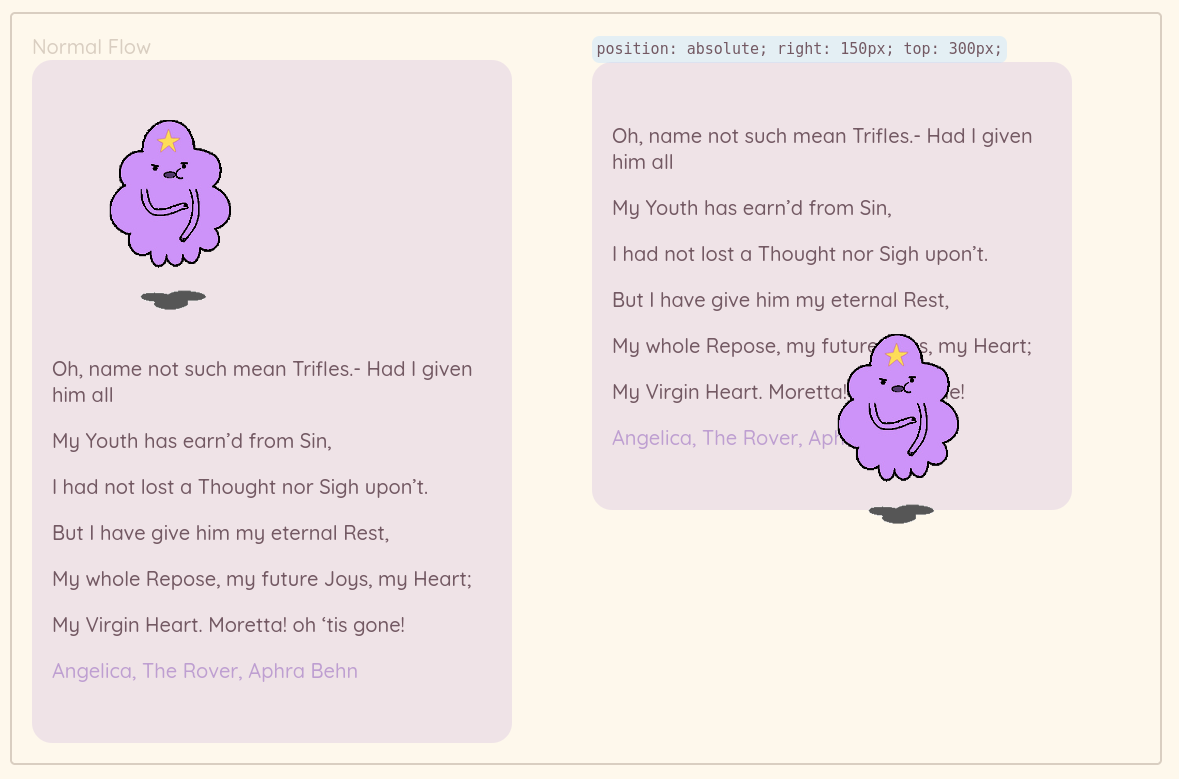 Normal Flow
Oh, name not such mean Trifles.- Had I given
him all
My Youth has earn’d from Sin,
I had not lost a Thought nor Sigh upon’t.
But I have give him my eternal Rest,
My whole Repose, my future Joys, my Heart;
My Virgin Heart. Moretta! oh ‘tis gone!
Angelica, The Rover, Aphra Behn
position: absolute; right: 150px; top: 300px;
Oh, name not such mean Trifles.- Had I given
him all
My Youth has earn’d from Sin,
I had not lost a Thought nor Sigh upon’t.
But I have give him my eternal Rest,
My whole Repose, my future my Heart;
My Virgin Heart. Moretta!
Angelica, The Rover,